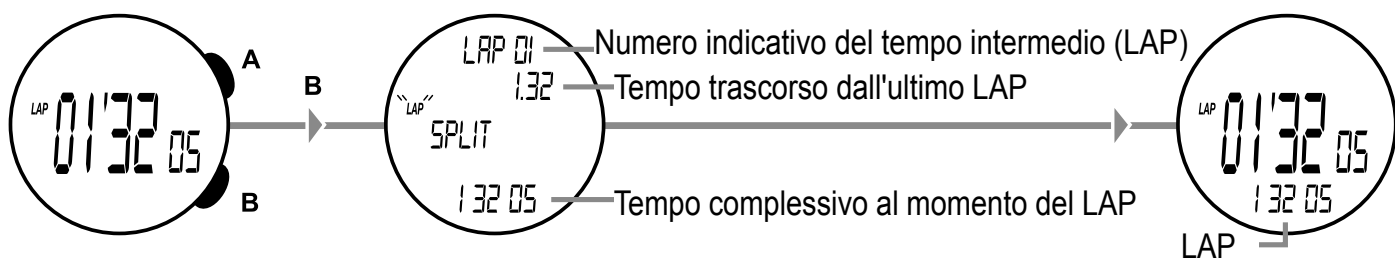 LAP 01'32 05
A
B
B
LAP 01
Numero indicativo del tempo intermedio (LAP)
1.32
Tempo trascorso dall'ultimo LAP
LAP
SPLIT
1 32 05
Tempo complessivo al momento del LAP
LAP 01'32 05
1 32 05
LAP